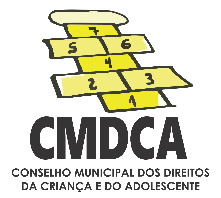 7
5 6
4
2 3
1
CMDCA
CONSELHO MUNICIPAL DOS DIREITOS
DA CRIANÇA E DO ADOLESCENTE